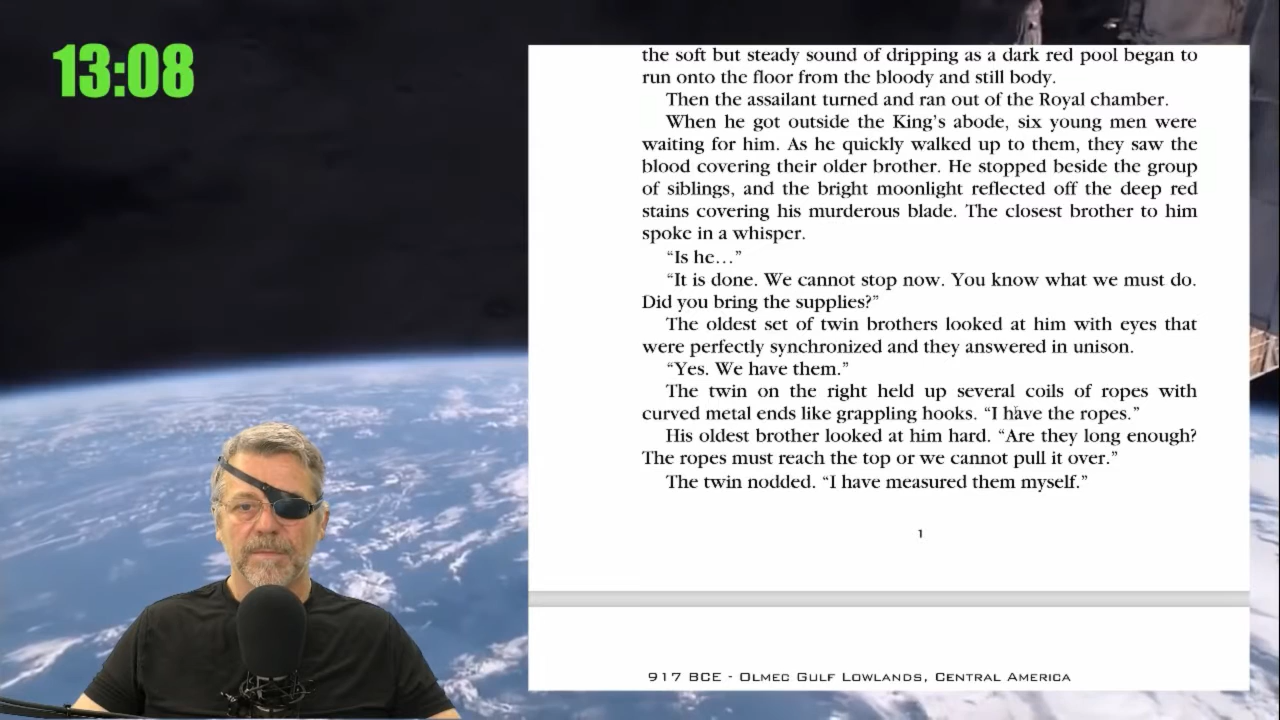 13:08
the soft but steady sound of dripping as a dark red pool began to
run onto the floor from the bloody and still body.
Then the assailant turned and ran out of the Royal chamber.
When he got outside the King’s abode, six young men were
waiting for him. As he quickly walked up to them, they saw the
blood covering their older brother. He stopped beside the group
of siblings, and the bright moonlight reflected off the deep red
stains covering his murderous blade. The closest brother to him
spoke in a whisper.
“Is he…”
“It is done. We cannot stop now. You know what we must do.
Did you bring the supplies?”
The oldest set of twin brothers looked at him with eyes that
were perfectly synchronized and they answered in unison.
“Yes. We have them.”
The twin on the right held up several coils of ropes with
curved metal ends like grappling hooks. “I have the ropes.”
His oldest brother looked at him hard. “Are they long enough?
The ropes must reach the top or we cannot pull it over.”
The twin nodded. “I have measured them myself.”
1
917 BCE - Olmec Gulf Lowlands, Central America